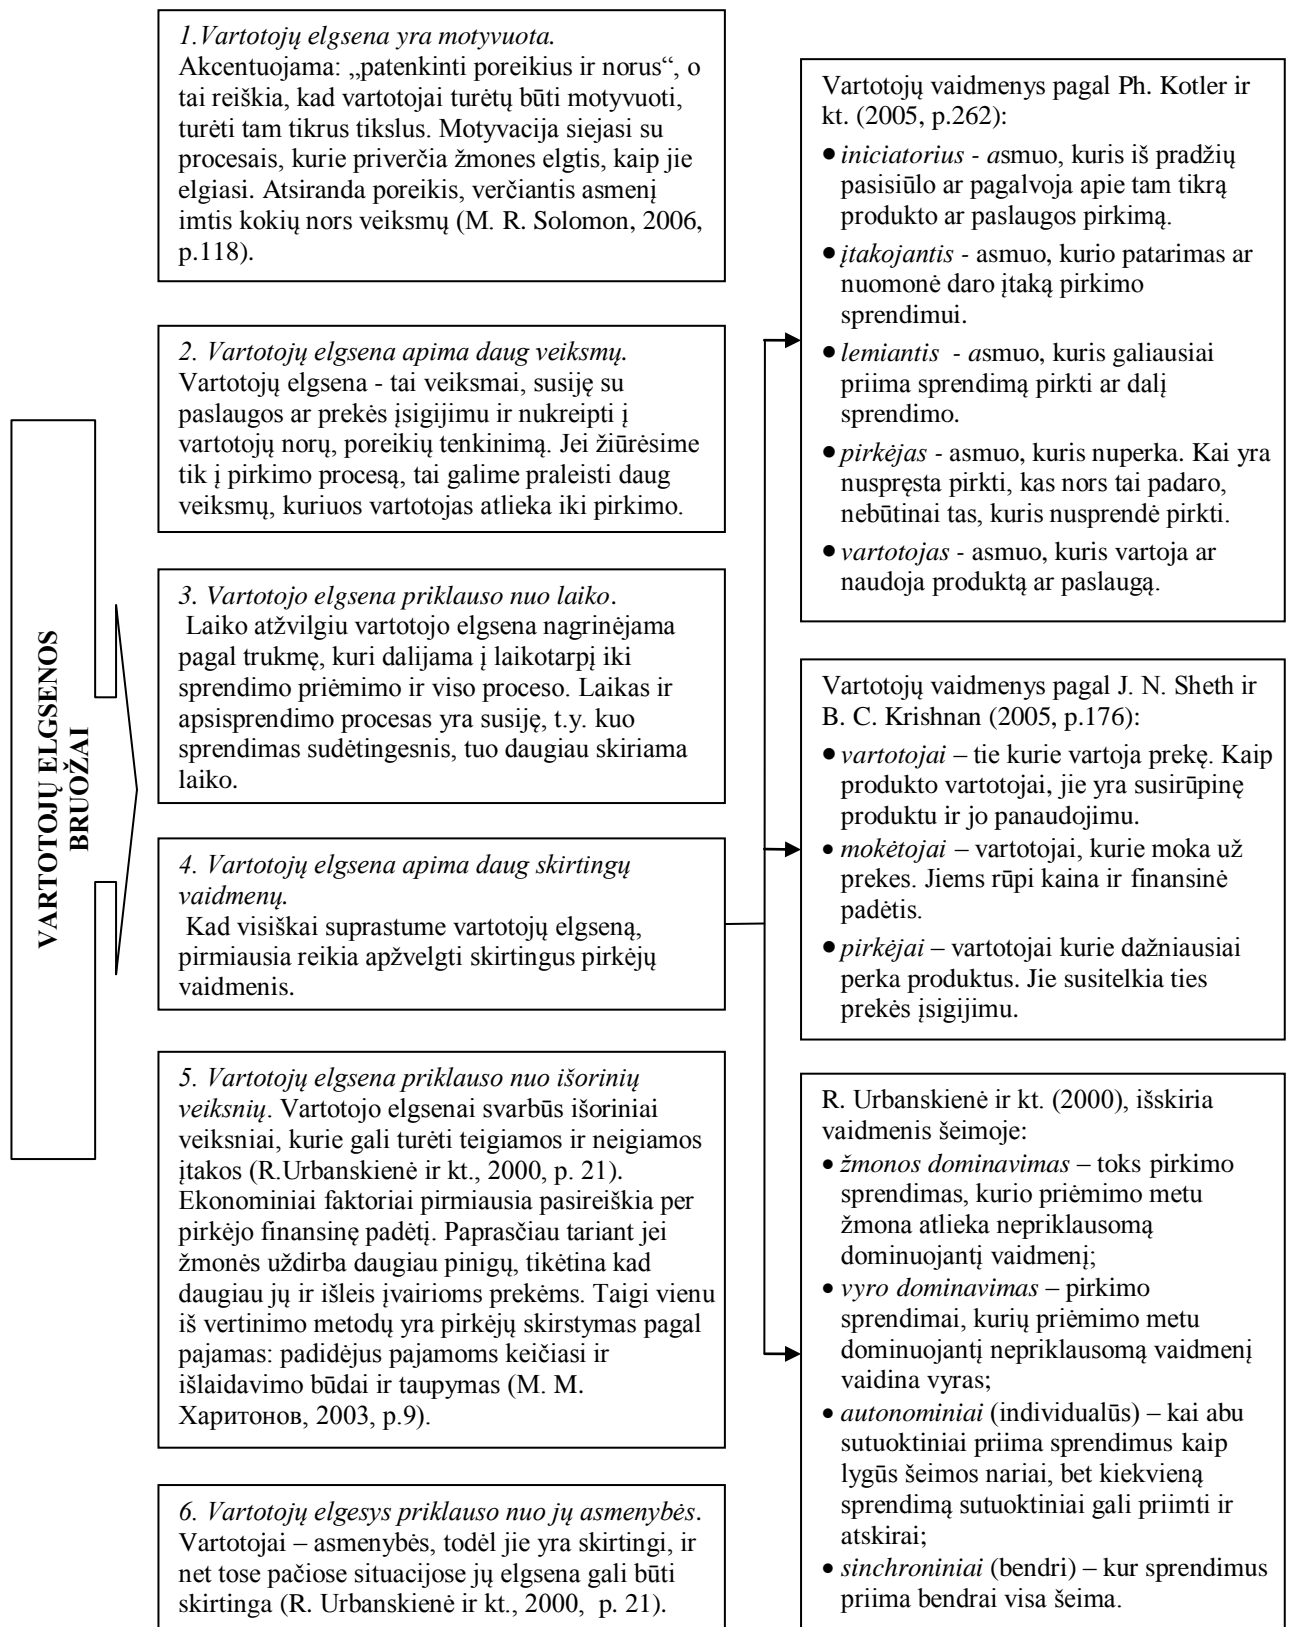 VARTOTOJŲ ELGSENOS
BRUOŽAI
1.Vartotojų elgsena yra motyvuota.
Akcentuojama: „patenkinti poreikius ir norus“, o
tai reiškia, kad vartotojai turėtų būti motyvuoti,
turėti tam tikrus tikslus. Motyvacija siejasi su
procesais, kurie priverčia žmones elgtis, kaip jie
elgiasi. Atsiranda poreikis, verčiantis asmenį
imtis kokių nors veiksmų (M. R. Solomon, 2006,
p.118).
2. Vartotojų elgsena apima daug veiksmų.
Vartotojų elgsena - tai veiksmai, susiję su
paslaugos ar prekės įsigijimu ir nukreipti į
vartotojų norų, poreikių tenkinimą. Jei žiūrėsime
tik į pirkimo procesą, tai galime praleisti daug
veiksmų, kuriuos vartotojas atlieka iki pirkimo.
3. Vartotojo elgsena priklauso nuo laiko.
Laiko atžvilgiu vartotojo elgsena nagrinėjama
pagal trukmę, kuri dalijama į laikotarpį iki
sprendimo priėmimo ir viso proceso. Laikas ir
apsisprendimo procesas yra susiję, t.y. kuo
sprendimas sudėtingesnis, tuo daugiau skiriama
laiko.
4. Vartotojų elgsena apima daug skirtingų
vaidmenų.
Kad visiškai suprastume vartotojų elgseną,
pirmiausia reikia apžvelgti skirtingus pirkėjų
vaidmenis.
5. Vartotojų elgsena priklauso nuo išorinių
veiksnių. Vartotojo elgsenai svarbūs išoriniai
veiksniai, kurie gali turėti teigiamos ir neigiamos
įtakos (R.Urbanskienė ir kt., 2000, p. 21).
Ekonominiai faktoriai pirmiausia pasireiškia per
pirkėjo finansinę padėtį. Paprasčiau tariant jei
žmonės uždirba daugiau pinigų, tikėtina kad
daugiau jų ir išleis įvairioms prekėms. Taigi vienu
iš vertinimo metodų yra pirkėjų skirstymas pagal
pajamas: padidėjus pajamoms keičiasi ir
išlaidavimo būdai ir taupymas (M. M.
Харитонов, 2003, p.9).
6. Vartotojų elgesys priklauso nuo jų asmenybės.
Vartotojai – asmenybės, todėl jie yra skirtingi, ir
net tose pačiose situacijose jų elgsena gali būti
skirtinga (R. Urbanskienė ir kt., 2000, p. 21).
Vartotojų vaidmenys pagal Ph. Kotler ir
kt. (2005, p.262):
• iniciatorius - asmuo, kuris iš pradžių
pasisiūlo ar pagalvoja apie tam tikrą
produkto ar paslaugos pirkimą.
• įtakojantis - asmuo, kurio patarimas ar
nuomonė daro įtaką pirkimo
sprendimui.
• lemiantis - asmuo, kuris galiausiai
priima sprendimą pirkti ar dalį
sprendimo.
• pirkėjas - asmuo, kuris nuperka. Kai yra
nuspręsta pirkti, kas nors tai padaro,
nebūtinai tas, kuris nusprendė pirkti.
• vartotojas - asmuo, kuris vartoja ar
naudoja produktą ar paslaugą.
Vartotojų vaidmenys pagal J. N. Sheth ir
B. C. Krishnan (2005, p.176):
• vartotojai – tie kurie vartoja prekę. Kaip
produkto vartotojai, jie yra susirūpinę
produktu ir jo panaudojimu.
• mokėtojai – vartotojai, kurie moka už
prekes. Jiems rūpi kaina ir finansinė
padėtis.
• pirkėjai – vartotojai kurie dažniausiai
perka produktus. Jie susitelkia ties
prekės įsigijimu.
R. Urbanskienė ir kt. (2000), išskiria
vaidmenis šeimoje:
• žmonos dominavimas – toks pirkimo
sprendimas, kurio priėmimo metu
žmona atlieka nepriklausomą
dominuojantį vaidmenį;
• vyro dominavimas – pirkimo
sprendimai, kurių priėmimo metu
dominuojantį nepriklausomą vaidmenį
vaidina vyras;
• autonominiai (individualūs) – kai abu
sutuoktiniai priima sprendimus kaip
lygūs šeimos nariai, bet kiekvieną
sprendimą sutuoktiniai gali priimti ir
atskirai;
• sinchroniniai (bendri) – kur sprendimus
priima bendrai visa šeima.